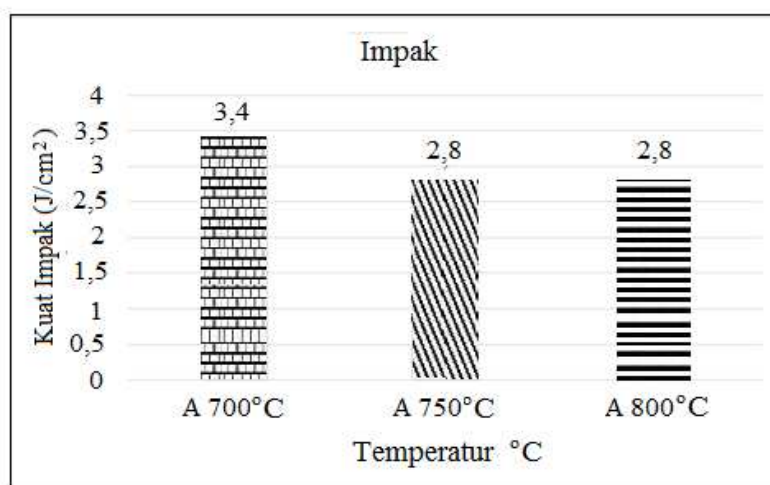 Impak
Kuat Impak (J/cm²)
4
3,5
3
2,5
2
1,5
1
0,5
0
3,4
2,8
2,8
A 700°C
A 750°C
A 800°C
Temperatur °C